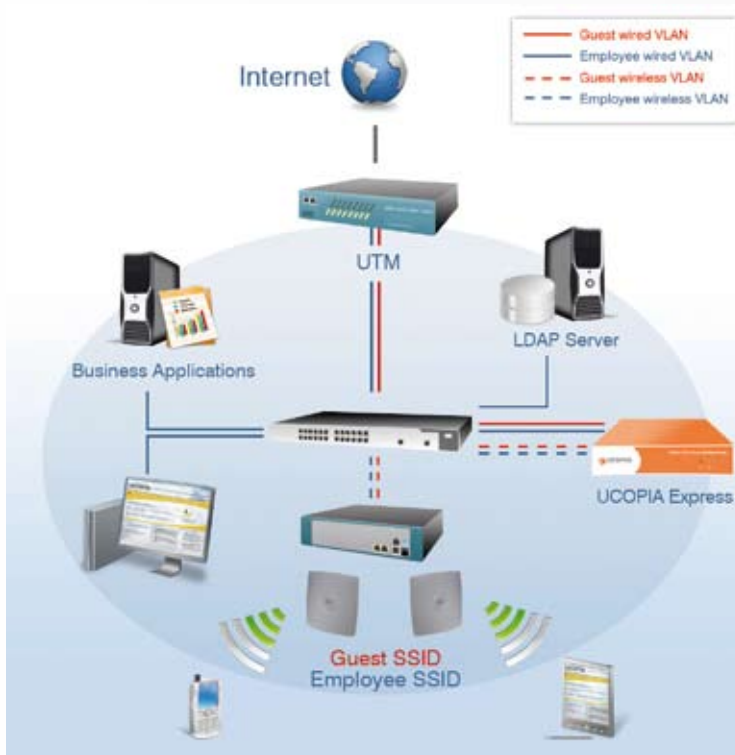 Guest wired VLAN
Employee wired VLAN
Guest wireless VLAN
Employee wireless VLAN
Internet
UTM
LDAP Server
Business Applications
UCOPIA Express
Guest SSID
Employee SSID